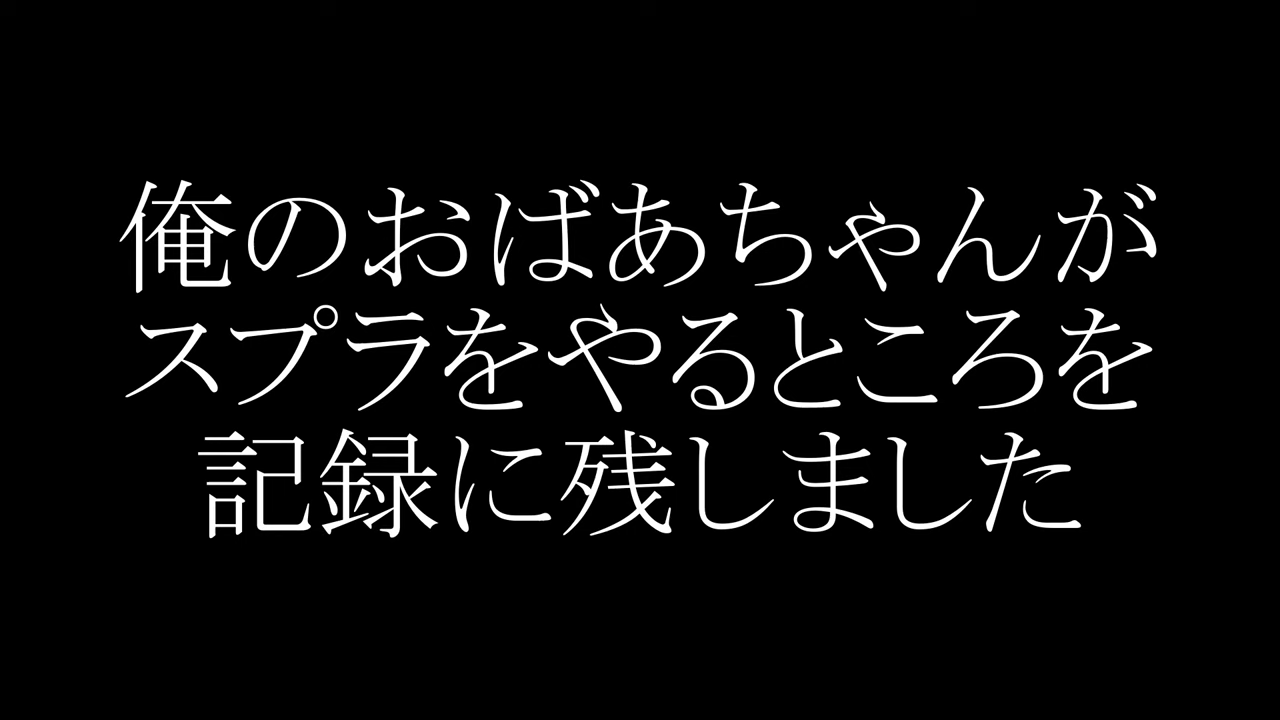 俺のおばあちゃんが
スプラをやるところを
記録に残しました